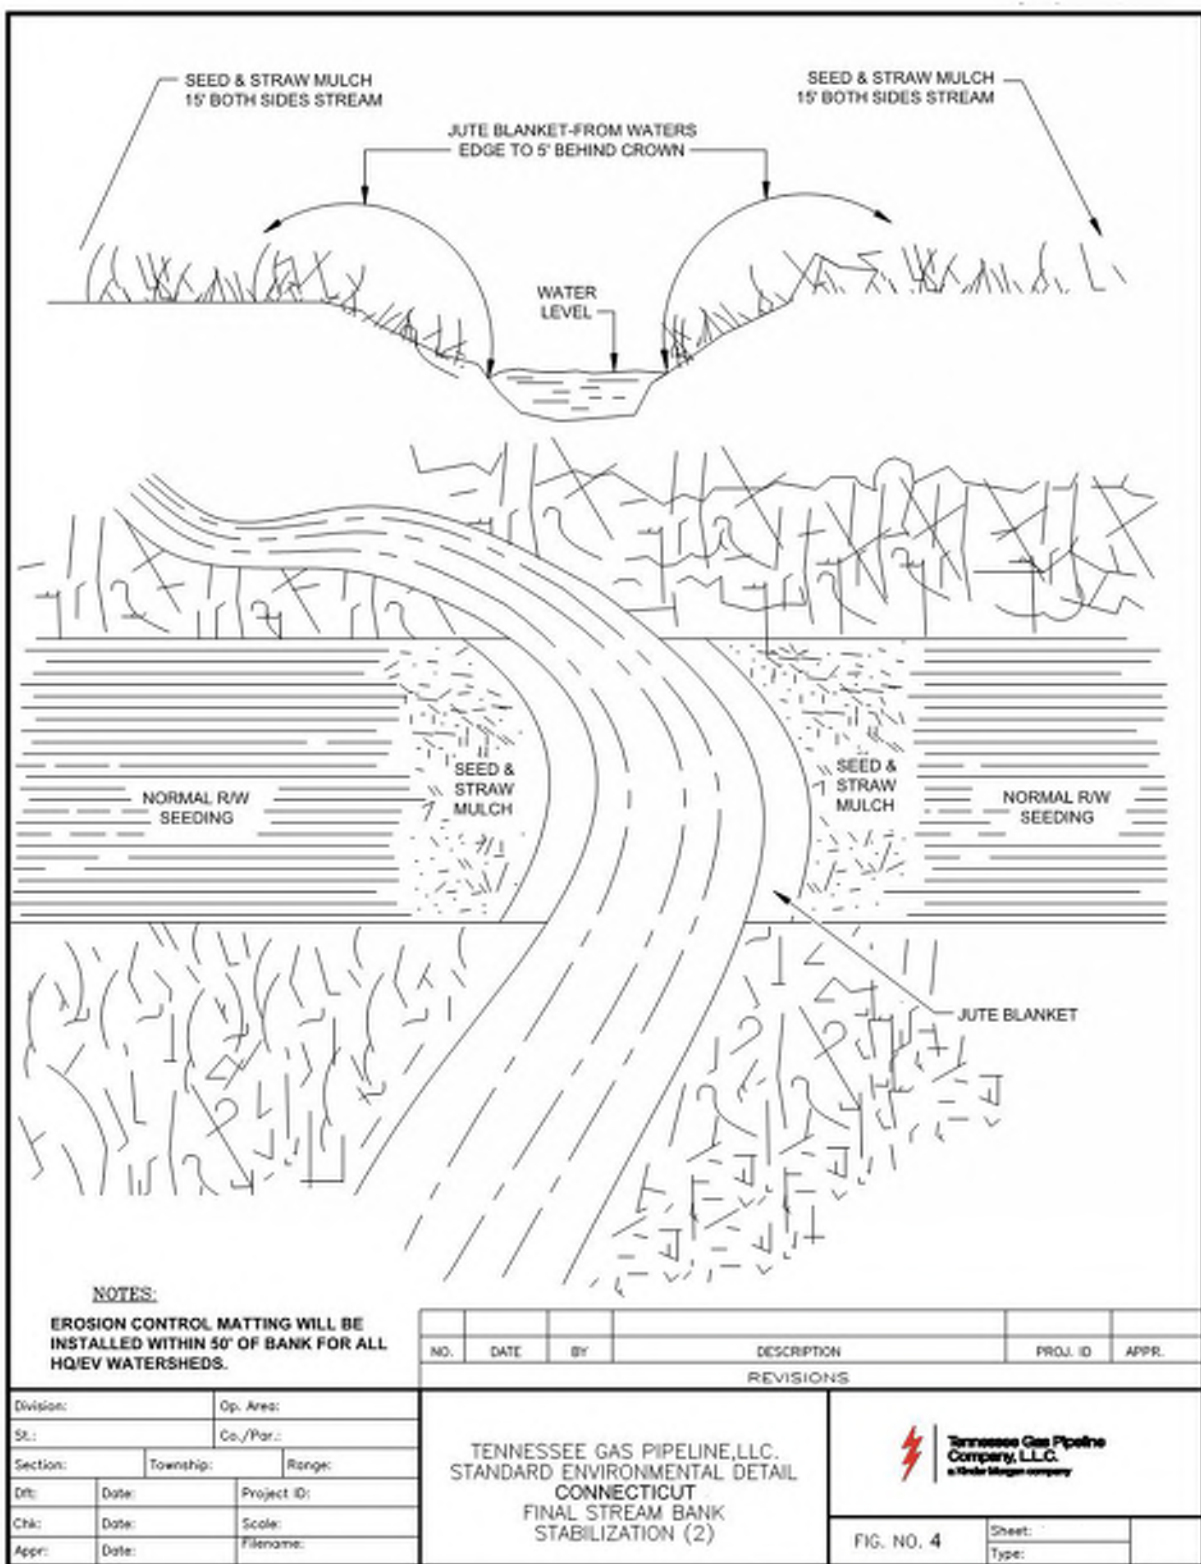 SEED & STRAW MULCH
15' BOTH SIDES STREAM
SEED & STRAW MULCH
15' BOTH SIDES STREAM
JUTE BLANKET-FROM WATERS
EDGE TO 5' BEHIND CROWN
WATER
LEVEL
SEED &
STRAW
MULCH
SEED &
STRAW
MULCH
NORMAL R/W
SEEDING
NORMAL R/W
SEEDING
JUTE BLANKET
NOTES:
EROSION CONTROL MATTING WILL BE
INSTALLED WITHIN 50' OF BANK FOR ALL
HQ/EV WATERSHEDS.
NO. DATE BY DESCRIPTION PROJ. ID APPR.
REVISIONS
Division: Op. Area:
St.: Co./Par.:
Section: Township: Range:
Dft: Date: Project ID:
Chk: Date: Scale:
Appr: Date: Filename:
TENNESSEE GAS PIPELINE,LLC.
STANDARD ENVIRONMENTAL DETAIL
CONNECTICUT
FINAL STREAM BANK
STABILIZATION (2)
Tennessee Gas Pipeline
Company, L.L.C.
a Kinder Morgan company
FIG. NO. 4
Sheet:
Type: